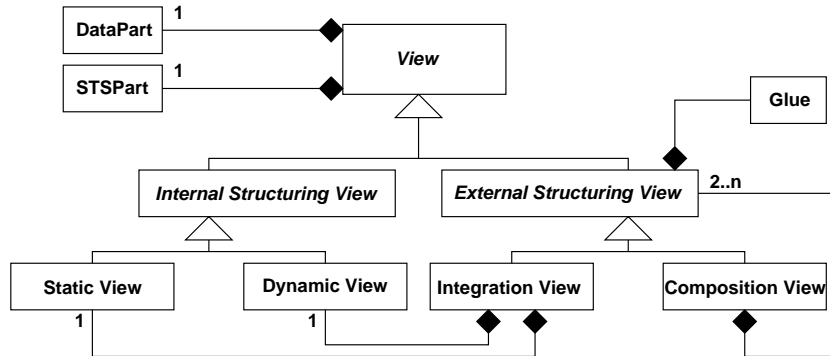 1
DataPart
View
1
STSPart
Glue
Internal Structuring View
External Structuring View
2..n
Static View
Dynamic View
Integration View
Composition View
1
1